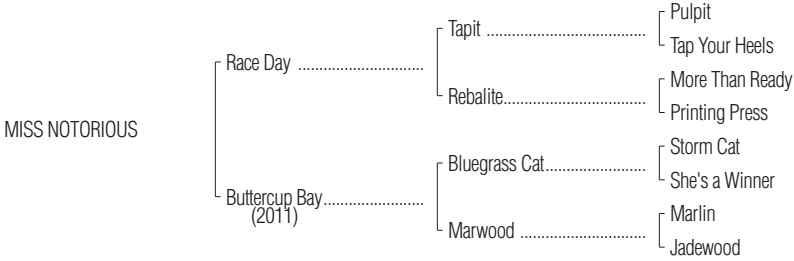 Pulpit
Tapit ......................................
Tap Your Heels
Race Day ..............................
More Than Ready
Rebalite..................................
Printing Press
MISS NOTORIOUS
Storm Cat
Bluegrass Cat........................
She's a Winner
Buttercup Bay........................
(2011)
Marlin
Marwood ..............................
Jadewood